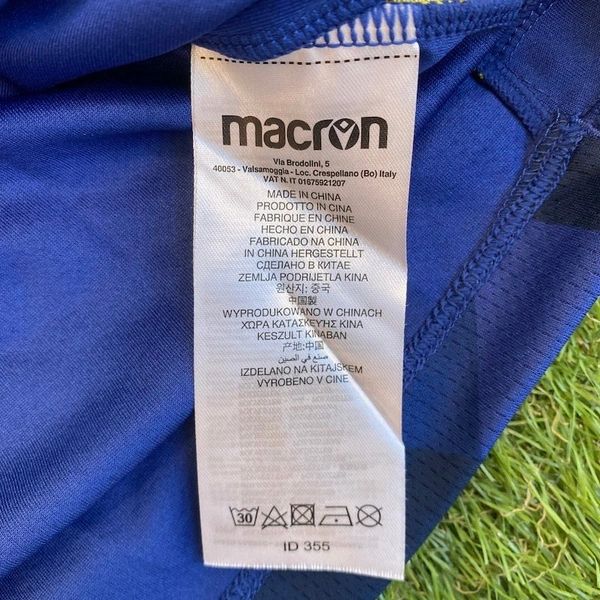 macron
Via Brodolini, 5
40053 - Valsamoggia - Loc. Crespellano (Bo) Italy
VAT N. IT 01675921207
MADE IN CHINA
PRODOTTO IN CINA
FABRIQUE EN CHINE
HECHO EN CHINA
FABRICADO NA CHINA
IN CHINA HERGESTELLT
СДЕЛАНО В КИТАЕ
ZEMLJA PODRIJETLA KINA
원산지: 중국
中国製
WYPRODUKOWANO W CHINACH
ΧΩΡΑ ΚΑΤΑΣΚΕΥΗΣ ΚΙΝΑ
KESZULT KINABAN
产地:中国
صنع في الصين
IZDELANO NA KITAJSKEM
VYROBENO V CINE
30
ID 355